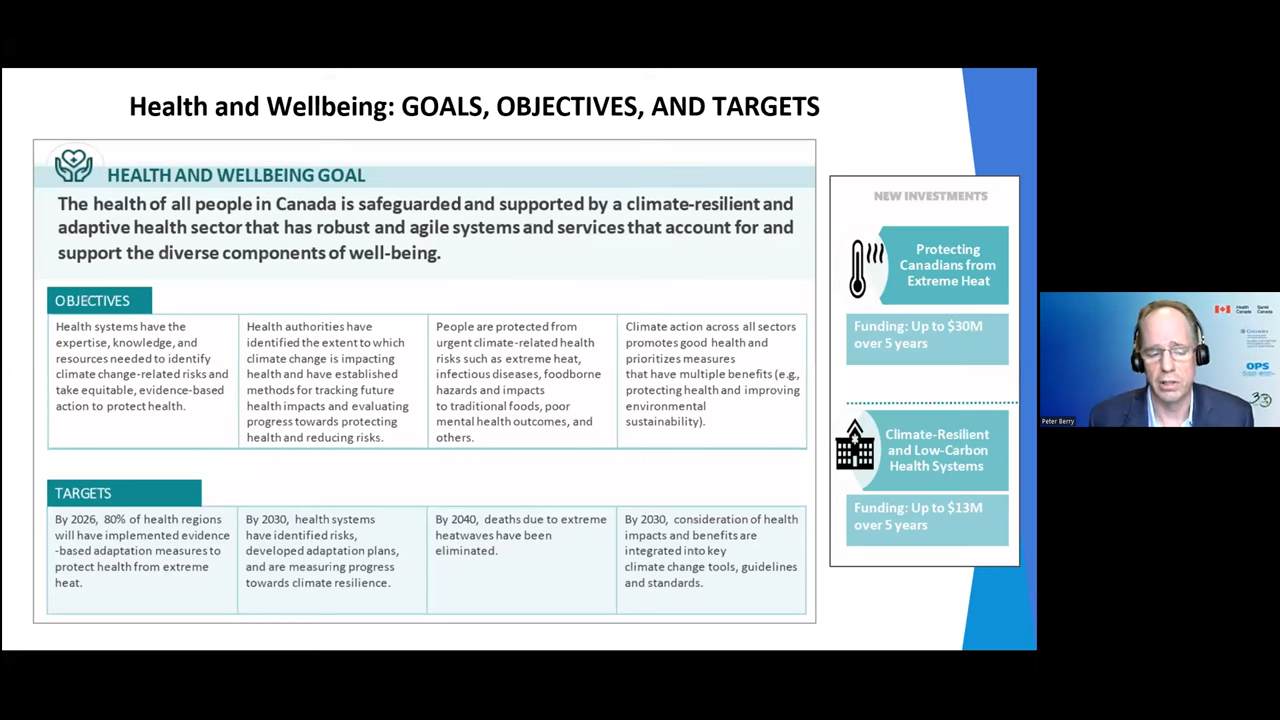 Health and Wellbeing: GOALS, OBJECTIVES, AND TARGETS
HEALTH AND WELLBEING GOAL
The health of all people in Canada is safeguarded and supported by a climate-resilient and
adaptive health sector that has robust and agile systems and services that account for and
support the diverse components of well-being.
OBJECTIVES
Health systems have the
expertise, knowledge, and
resources needed to identify
climate change-related risks and
take equitable, evidence-based
action to protect health.
Health authorities have
identified the extent to which
climate change is impacting
health and have established
methods for tracking future
health impacts and evaluating
progress towards protecting
health and reducing risks.
People are protected from
urgent climate-related health
risks such as extreme heat,
infectious diseases, foodborne
hazards and impacts
to traditional foods, poor
mental health outcomes, and
others.
Climate action across all sectors
promotes good health and
prioritizes measures
that have multiple benefits (e.g.,
protecting health and improving
environmental
sustainability).
TARGETS
By 2026, 80% of health regions
will have implemented evidence
-based adaptation measures to
protect health from extreme
heat.
By 2030, health systems
have identified risks,
developed adaptation plans,
and are measuring progress
towards climate resilience.
By 2040, deaths due to extreme
heatwaves have been
eliminated.
By 2030, consideration of health
impacts and benefits are
integrated into key
climate change tools, guidelines
and standards.
NEW INVESTMENTS
Protecting
Canadians from
Extreme Heat
Funding: Up to $30M
over 5 years
Climate-Resilient
and Low-Carbon
Health Systems
Funding: Up to $13M
over 5 years
Health
Canada
Santé
Canada
OPS
Peter Berry